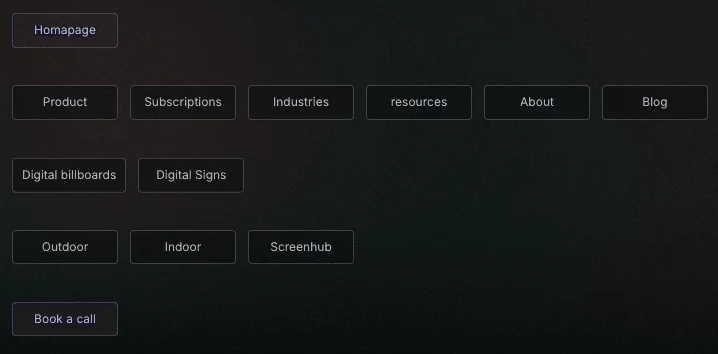 Homapage
Product Subscriptions Industries resources About Blog
Digital billboards Digital Signs
Outdoor Indoor Screenhub
Book a call